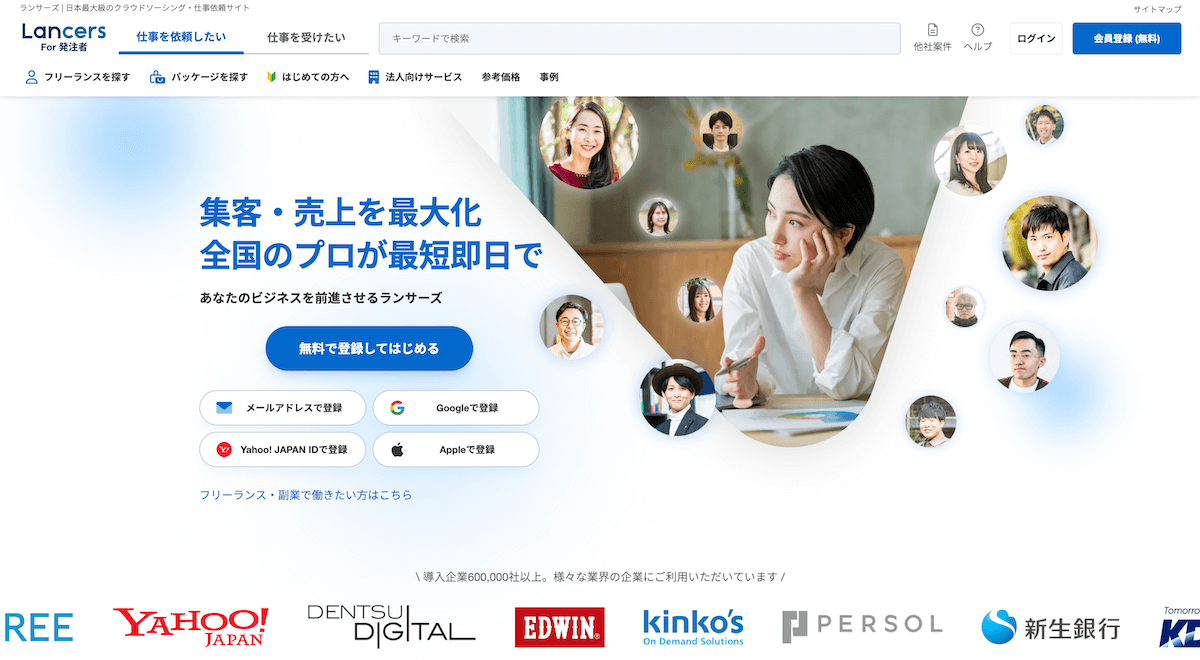 ランサーズ | 日本最大級のクラウドソーシング・仕事依頼サイト
サイトマップ
Lancers
For 発注者
仕事を依頼したい
仕事を受けたい
キーワードで検索
他社案件
ヘルプ
ログイン
会員登録 (無料)
フリーランスを探す
パッケージを探す
はじめての方へ
法人向けサービス
参考価格
事例
集客・売上を最大化
全国のプロが最短即日で
あなたのビジネスを前進させるランサーズ
無料で登録してはじめる
メールアドレスで登録
Googleで登録
Yahoo! JAPAN IDで登録
Appleで登録
フリーランス・副業で働きたい方はこちら
\ 導入企業600,000社以上。様々な業界の企業にご利用いただいています /
REE
YAHOO!
JAPAN
DENTSU
DIGITAL
EDWIN
kinko's
On Demand Solutions
PERSOL
新生銀行